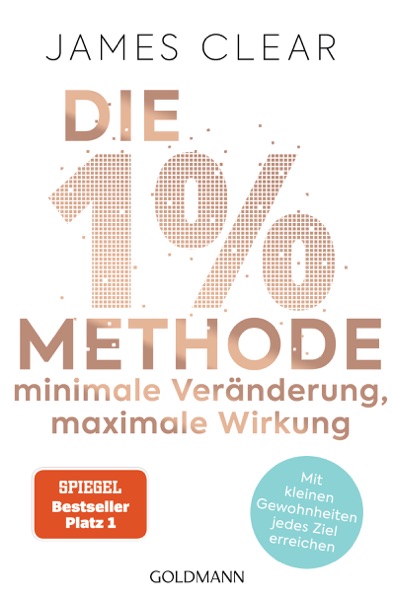 JAMES CLEAR
DIE
1%
METHODE
minimale Veränderung,
maximale Wirkung
SPIEGEL
Bestseller
Platz 1
Mit
kleinen
Gewohnheiten
jedes Ziel
erreichen
GOLDMANN